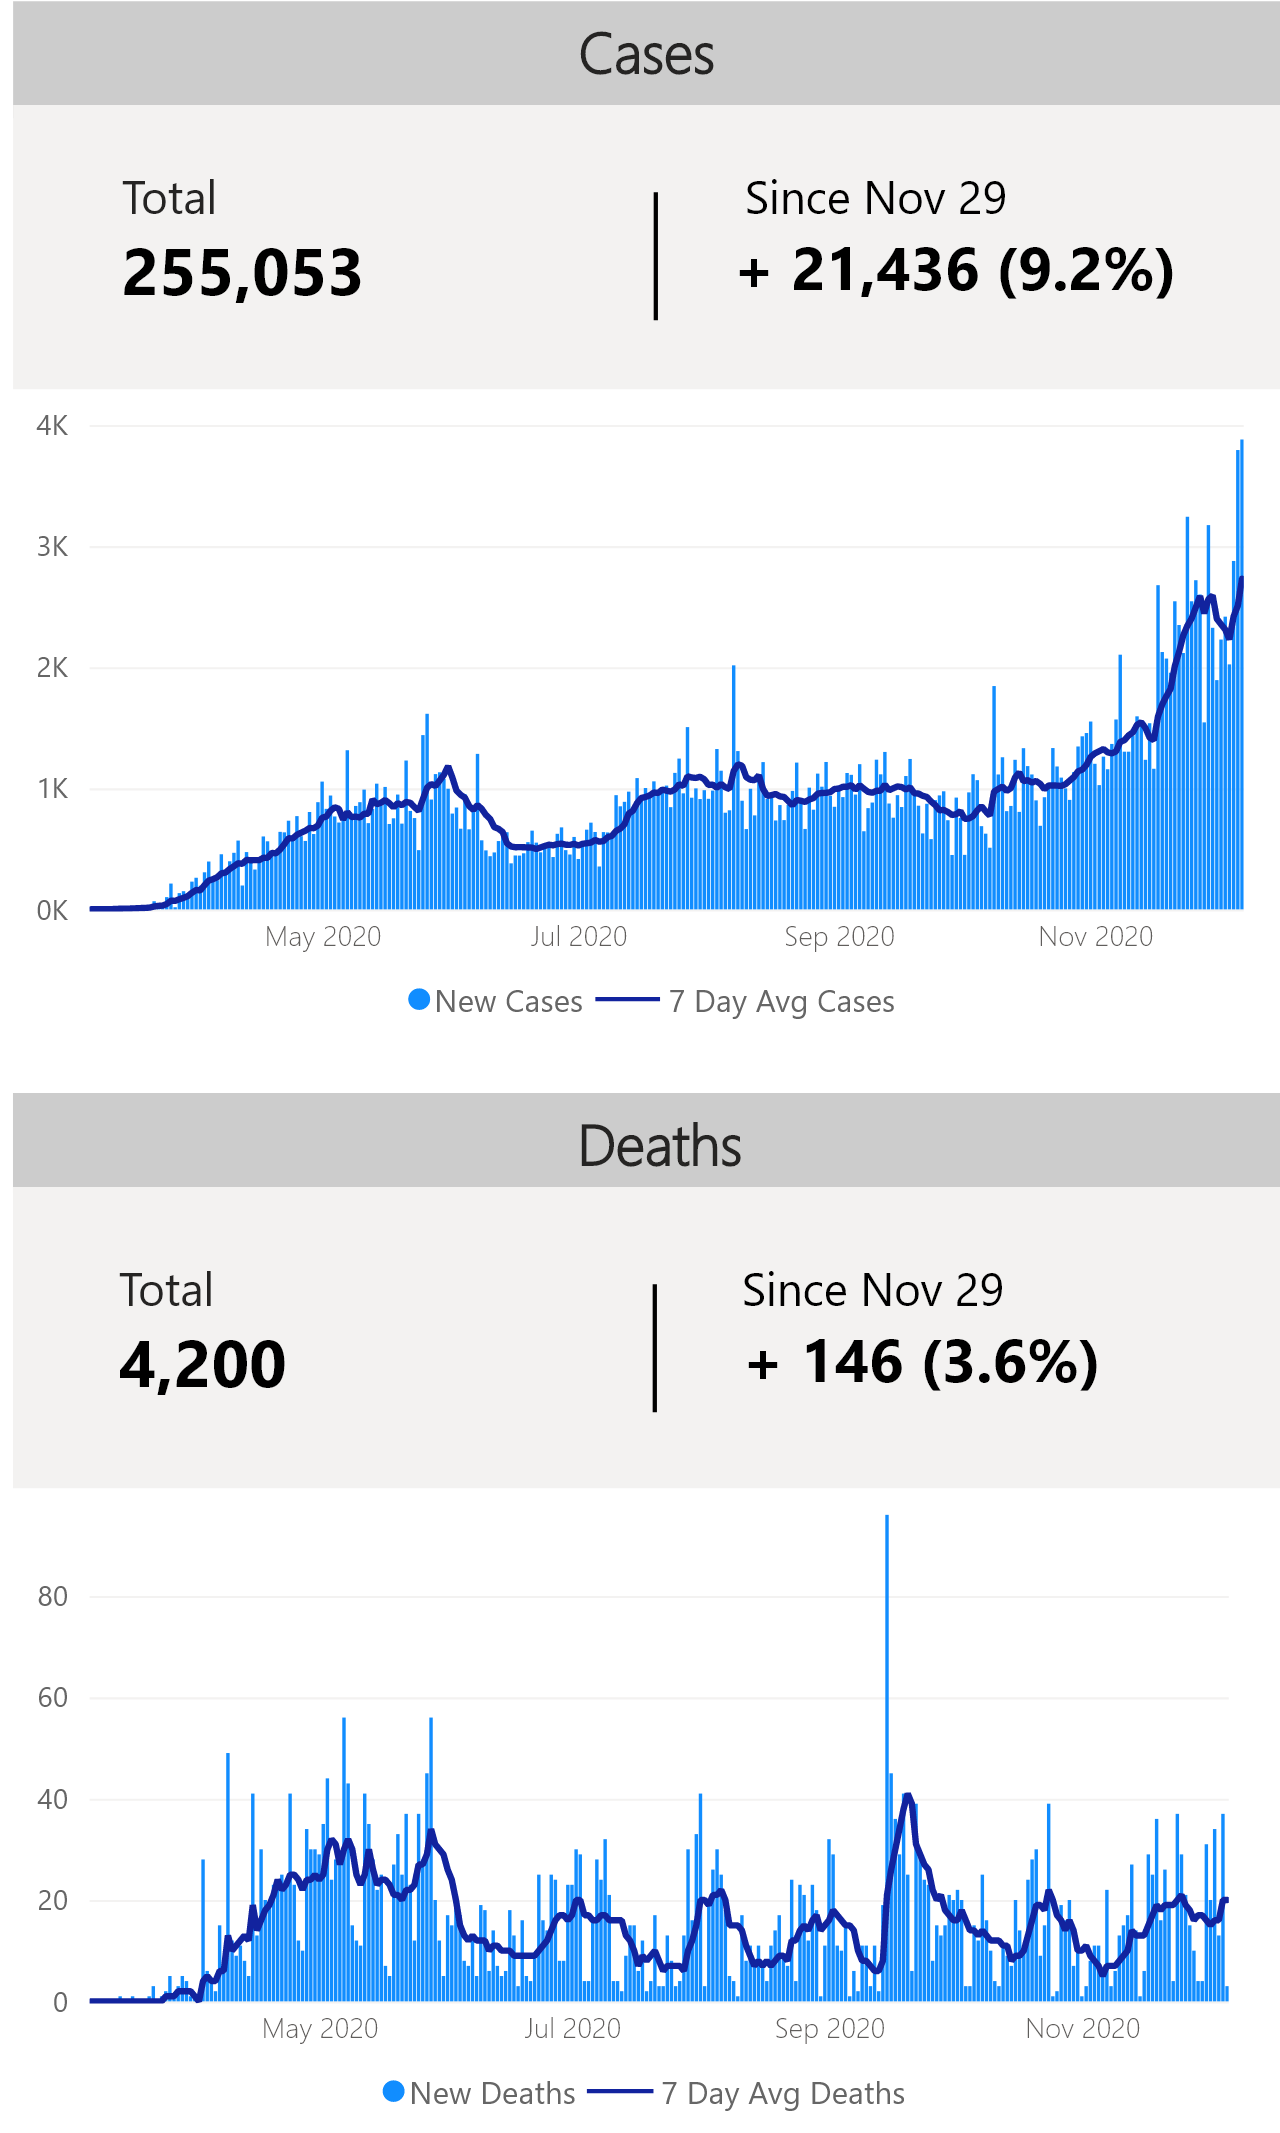 Cases
Total
Since Nov 29
255,053
+ 21,436 (9.2%)
4K
3K
2K
1K
0K
May 2020
Jul 2020
Sep 2020
Nov 2020
New Cases
7 Day Avg Cases
Deaths
Total
Since Nov 29
4,200
+ 146 (3.6%)
80
60
40
20
0
May 2020
Jul 2020
Sep 2020
Nov 2020
New Deaths
7 Day Avg Deaths